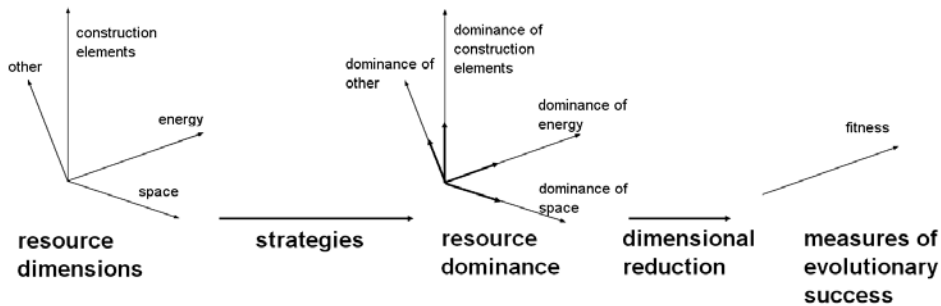 construction
elements
other
energy
space
resource
dimensions
strategies
dominance of
construction
elements
dominance of
other
dominance of
energy
dominance of
space
resource
dominance
dimensional
reduction
fitness
measures of
evolutionary
success